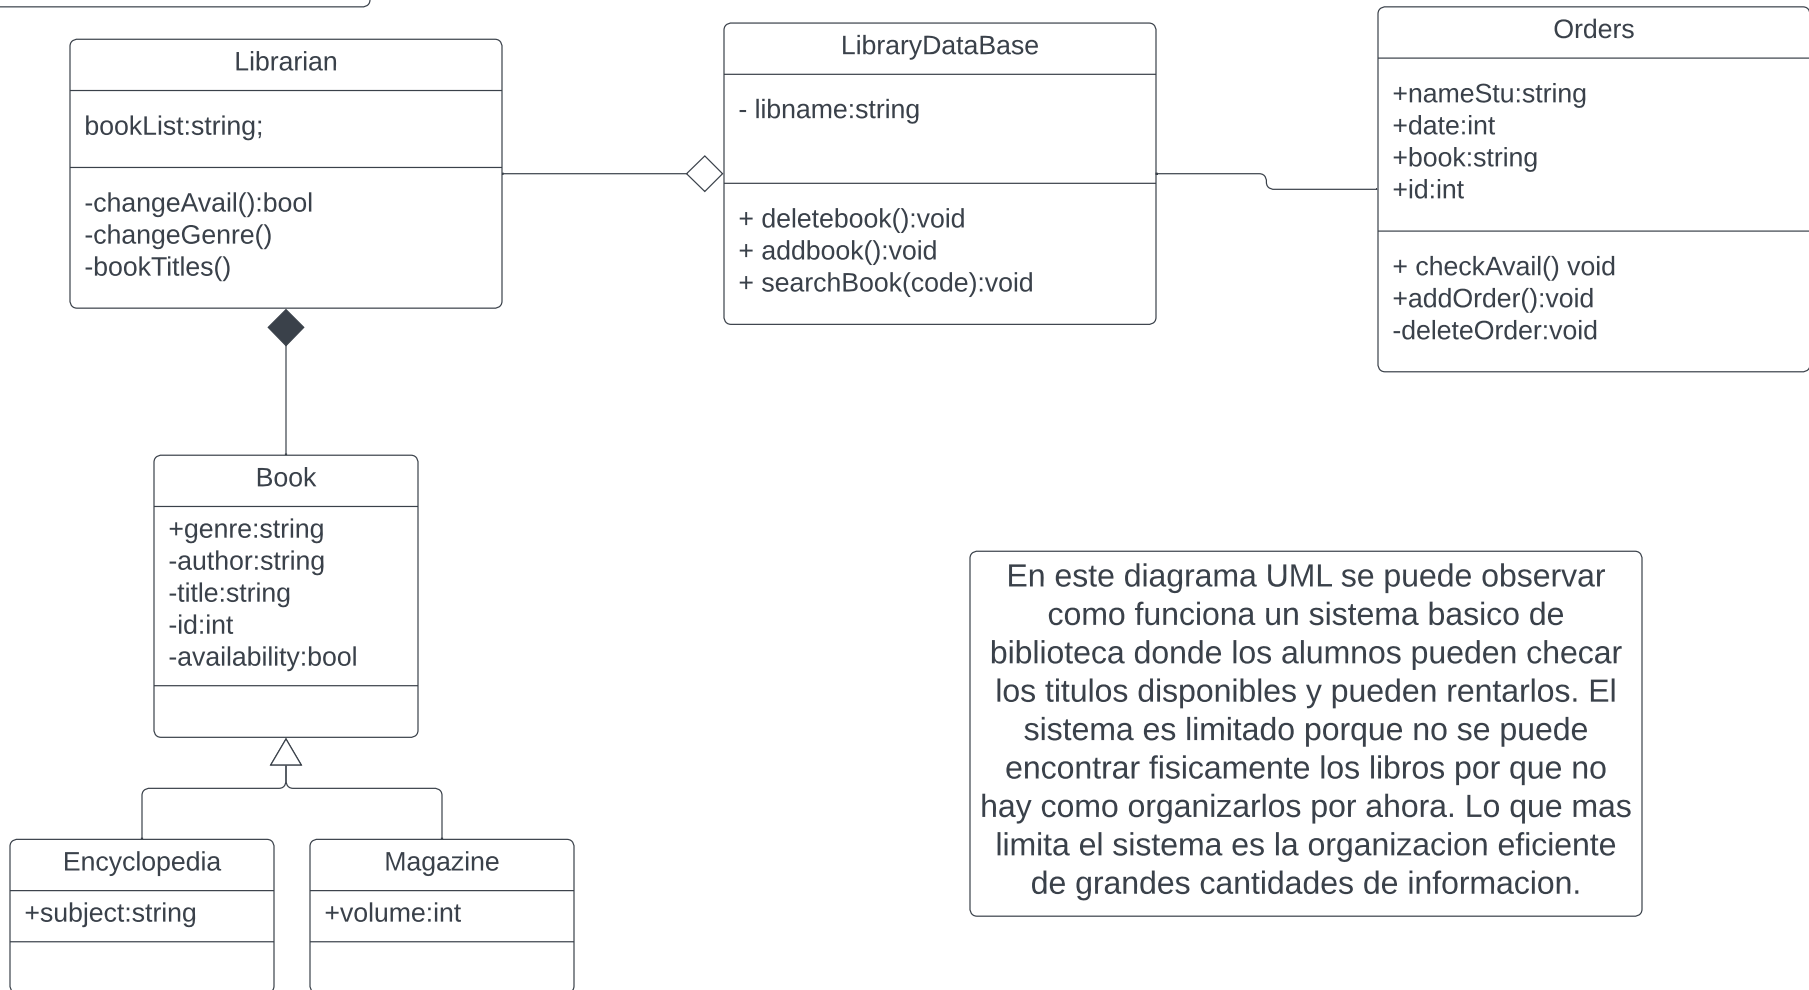 Librarian
bookList:string;
-changeAvail():bool
-changeGenre()
-bookTitles()
LibraryDataBase
- libname:string
+ deletebook():void
+ addbook():void
+ searchBook(code):void
Orders
+nameStu:string
+date:int
+book:string
+id:int
+ checkAvail() void
+addOrder():void
-deleteOrder:void
Book
+genre:string
-author:string
-title:string
-id:int
-availability:bool
Encyclopedia
+subject:string
Magazine
+volume:int
En este diagrama UML se puede observar
como funciona un sistema basico de
biblioteca donde los alumnos pueden checar
los titulos disponibles y pueden rentarlos. El
sistema es limitado porque no se puede
encontrar fisicamente los libros por que no
hay como organizarlos por ahora. Lo que mas
limita el sistema es la organizacion eficiente
de grandes cantidades de informacion.